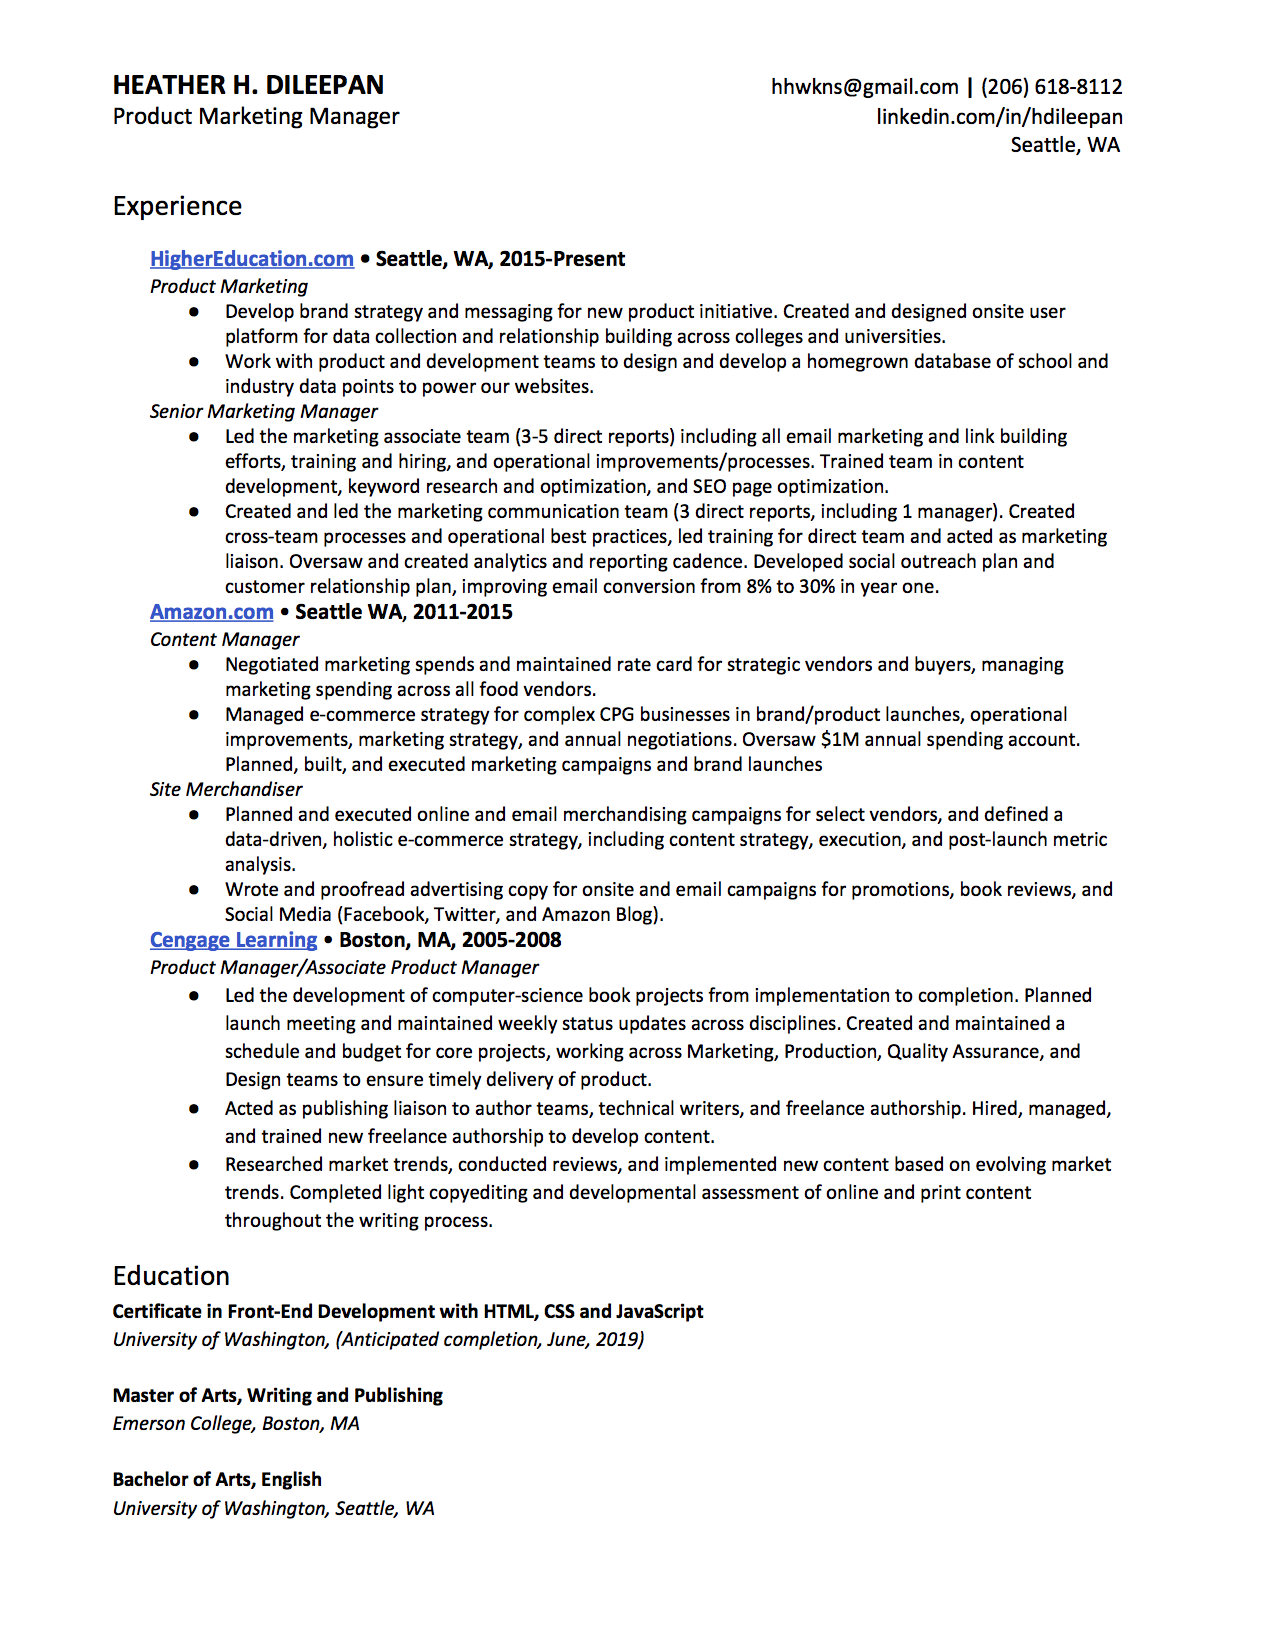 HEATHER H. DILEEPAN
hhwkns@gmail.com | (206) 618-8112
Product Marketing Manager
linkedin.com/in/hdileepan
Seattle, WA
Experience
HigherEducation.com • Seattle, WA, 2015-Present
Product Marketing
● Develop brand strategy and messaging for new product initiative. Created and designed onsite user
platform for data collection and relationship building across colleges and universities.
● Work with product and development teams to design and develop a homegrown database of school and
industry data points to power our websites.
Senior Marketing Manager
● Led the marketing associate team (3-5 direct reports) including all email marketing and link building
efforts, training and hiring, and operational improvements/processes. Trained team in content
development, keyword research and optimization, and SEO page optimization.
● Created and led the marketing communication team (3 direct reports, including 1 manager). Created
cross-team processes and operational best practices, led training for direct team and acted as marketing
liaison. Oversaw and created analytics and reporting cadence. Developed social outreach plan and
customer relationship plan, improving email conversion from 8% to 30% in year one.
Amazon.com • Seattle WA, 2011-2015
Content Manager
● Negotiated marketing spends and maintained rate card for strategic vendors and buyers, managing
marketing spending across all food vendors.
● Managed e-commerce strategy for complex CPG businesses in brand/product launches, operational
improvements, marketing strategy, and annual negotiations. Oversaw $1M annual spending account.
Planned, built, and executed marketing campaigns and brand launches
Site Merchandiser
● Planned and executed online and email merchandising campaigns for select vendors, and defined a
data-driven, holistic e-commerce strategy, including content strategy, execution, and post-launch metric
analysis.
● Wrote and proofread advertising copy for onsite and email campaigns for promotions, book reviews, and
Social Media (Facebook, Twitter, and Amazon Blog).
Cengage Learning • Boston, MA, 2005-2008
Product Manager/Associate Product Manager
● Led the development of computer-science book projects from implementation to completion. Planned
launch meeting and maintained weekly status updates across disciplines. Created and maintained a
schedule and budget for core projects, working across Marketing, Production, Quality Assurance, and
Design teams to ensure timely delivery of product.
● Acted as publishing liaison to author teams, technical writers, and freelance authorship. Hired, managed,
and trained new freelance authorship to develop content.
● Researched market trends, conducted reviews, and implemented new content based on evolving market
trends. Completed light copyediting and developmental assessment of online and print content
throughout the writing process.
Education
Certificate in Front-End Development with HTML, CSS and JavaScript
University of Washington, (Anticipated completion, June, 2019)
Master of Arts, Writing and Publishing
Emerson College, Boston, MA
Bachelor of Arts, English
University of Washington, Seattle, WA